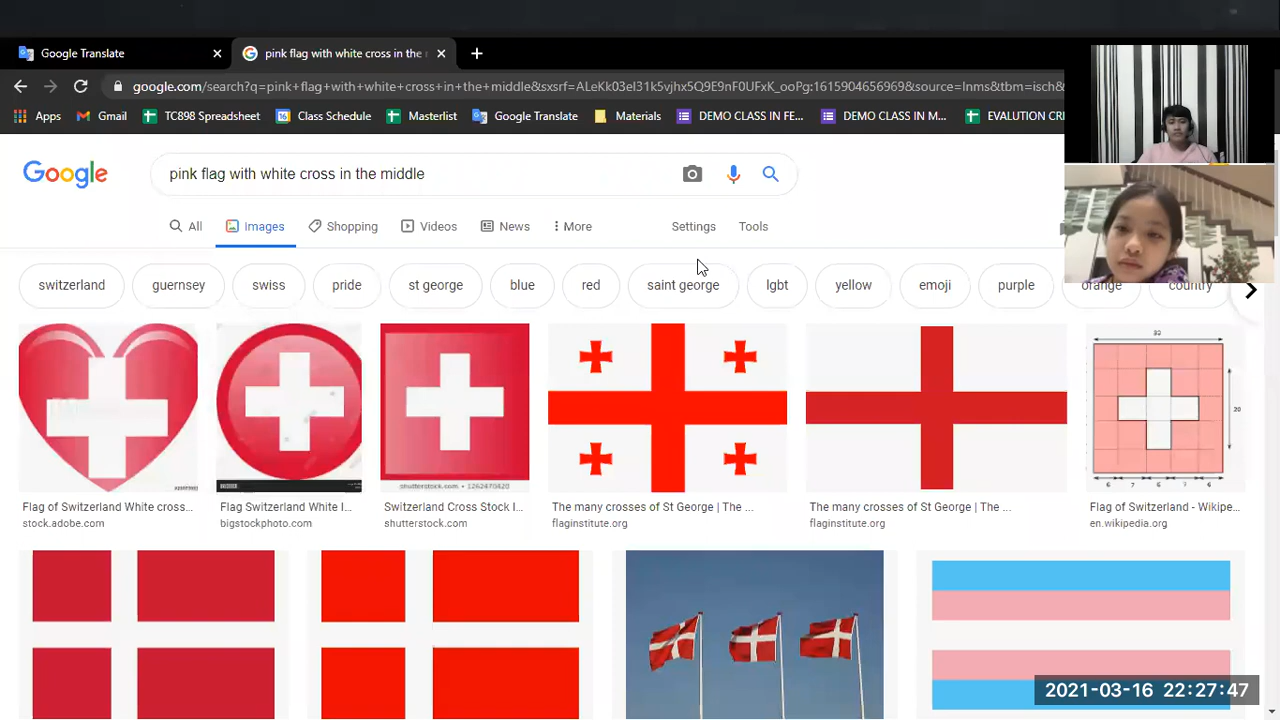 Google Translate
pink flag with white cross in the
google.com/search?q=pink+flag+with+white+cross+in+the+middle&sxsrf=ALeKk03eI31k5vjhx5Q9E9nF0UFxK_ooPg:1615904656969&source=lnms&tbm=isch&
Apps Gmail TC898 Spreadsheet Class Schedule Masterlist Google Translate Materials DEMO CLASS IN FE... DEMO CLASS IN M... EVALUTION CRI
Google
pink flag with white cross in the middle
All Images Shopping Videos News More Settings Tools
switzerland guernsey swiss pride st george blue red saint george lgbt yellow emoji purple orange country
shutterstock.com • 1262470420
20
Flag of Switzerland White cross...
stock.adobe.com
Flag Switzerland White I...
bigstockphoto.com
Switzerland Cross Stock I...
shutterstock.com
The many crosses of St George | The ...
flaginstitute.org
The many crosses of St George | The ...
flaginstitute.org
Flag of Switzerland - Wikipe...
en.wikipedia.org
2021-03-16 22:27:47